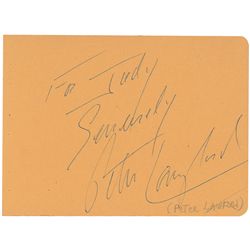 To Judy
Sincerely
Peter Lawford
(PETER LAWFORD)